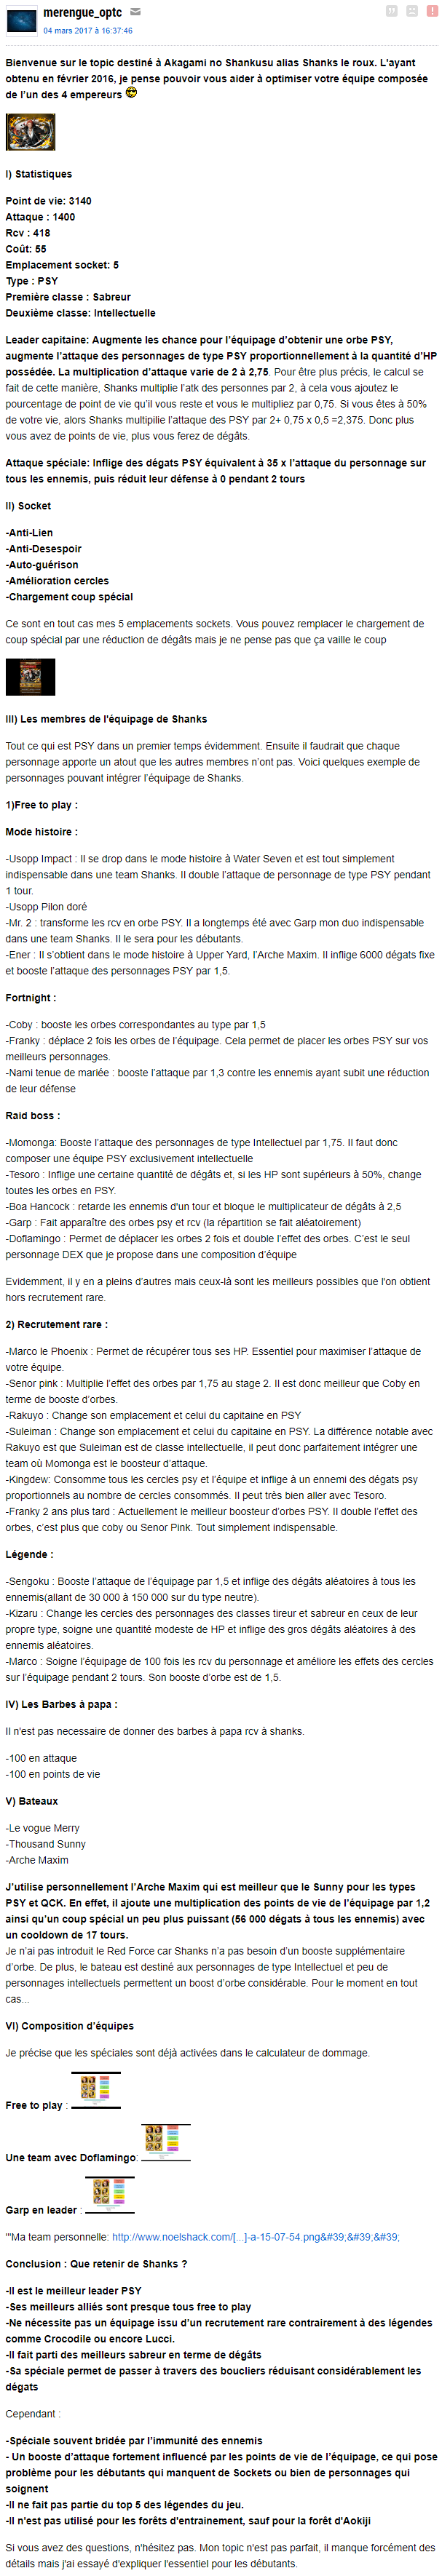 merengue_optc
04 mars 2017 à 16:37:46
Bienvenue sur le topic destiné à Akagami no Shankusu alias Shanks le roux. L'ayant
obtenu en février 2016, je pense pouvoir vous aider à optimiser votre équipe composée
de l'un des 4 empereurs
I) Statistiques
Point de vie: 3140
Attaque : 1400
Rcv : 418
Coût: 55
Emplacement socket: 5
Type : PSY
Première classe : Sabreur
Deuxième classe: Intellectuelle
Leader capitaine: Augmente les chance pour l'équipe d'obtenir une orbe PSY,
augmente l'attaque des personnages de type PSY proportionnellement à la quantité d'HP
possédée. La multiplication d'attaque varie de 2 à 2,75. Pour être plus précis, le calcul se
fait de cette manière, Shanks multiplie l'atk des personnes par 2, à cela vous ajoutez le
pourcentage de point de vie qu'il vous reste et vous le multipliez par 0,75. Si vous êtes à 50%
de votre vie, alors Shanks multipilie l'attaque des PSY par 2+ 0,75 x 0,5 =2,375. Donc plus
vous avez de points de vie, plus vous ferez de dégâts.
Attaque spéciale: Inflige des dégats PSY équivalent à 35 x l'attaque du personnage sur
tous les ennemis, puis réduit leur défense à 0 pendant 2 tours
II) Socket
-Anti-Lien
-Anti-Desespoir
-Auto-guérison
-Amélioration cercles
-Chargement coup spécial
Ce sont en tout cas mes 5 emplacements sockets. Vous pouvez remplacer le chargement de
coup spécial par une réduction de dégâts mais je ne pense pas que ça vaille le coup
III) Les membres de l'équipage de Shanks
Tout ce qui est PSY dans un premier temps évidemment. Ensuite il faudrait que chaque
personnage apporte un atout que les autres membres n'ont pas. Voici quelques exemple de
personages pouvant intégrer l'équipage de Shanks.
1)Free to play :
Mode histoire :
-Usopp Impact : Il se drop dans le mode histoire à Water Seven et est tout simplement
indispensable dans une team Shanks. Il double l'attaque de personnage de type PSY pendant
1 tour.
-Usopp Pilon doré
-Mr. 2 : transforme les rcv en orbe PSY. Il a longtemps été avec Garp mon duo indispensable
dans une team Shanks. Il le sera pour les débutants.
-Ener : Il s'obtient dans le mode histoire à Upper Yard, l'Arche Maxim. Il inflige 6000 dégats fixe
et booste l'attaque des personnages PSY par 1,5.
Fortnight :
-Coby : booste les orbes correspondantes au type par 1,5
-Franky : déplace 2 fois les orbes de l'équipage. Cela permet de placer les orbes PSY sur vos
meilleurs personnages.
-Nami tenue de mariée : booste l'attaque par 1,3 contre les ennemis ayant subit une réduction
de leur défense
Raid boss :
-Momonga: Booste l'attaque des personnages de type Intellectuel par 1,75. Il faut donc
composer une équipe PSY exclusivement intellectuelle
-Tesoro : Inflige une certaine quantité de dégâts et, si les HP sont supérieurs à 50%, change
toutes les orbes en PSY.
-Boa Hancock : retarde les ennemis d'un tour et bloque le multiplicateur de dégâts à 2,5
-Garp : Fait apparaître des orbes psy et rcv (la répartition se fait aléatoirement)
-Doflamingo : Permet de déplacer les orbes 2 fois et double l'effet des orbes. C'est le seul
personnage DEX que je propose dans une composition d'équipe
Evidemment, il y en a pleins d'autres mais ceux-là sont les meilleurs possibles que l'on obtient
hors recrutement rare.
2) Recrutement rare :
-Marco le Phoenix : Permet de récupérer tous ses HP. Essentiel pour maximiser l'attaque de
votre équipe.
-Senor pink : Multiplie l'effet des orbes par 1,75 au stage 2. Il est donc meilleur que Coby en
terme de booste d'orbes.
-Rakuyo : Change son emplacement et celui du capitaine en PSY
-Suleiman : Change son emplacement et celui du capitaine en PSY. La différence notable avec
Rakuyo est que Suleiman est de classe intellectuelle, il peut donc parfaitement intégrer une
team où Momonga est le boosteur d'attaque.
-Kingdew: Consomme tous les cercles psy et l'équipe et inflige à un ennemi des dégats psy
proportionnels au nombre de cercles consommés. Il peut très bien aller avec Tesoro.
-Franky 2 ans plus tard : Actuellement le meilleur boosteur d'orbes PSY. Il double l'effet des
orbes, c'est plus que coby ou Senor Pink. Tout simplement indispensable.
Légende :
-Sengoku : Booste l'attaque de l'équipage par 1,5 et inflige des dégâts aléatoires à tous les
ennemis(allant de 30 000 à 150 000 sur du type neutre).
-Kizaru : Change les cercles des personnages des classes tireur et sabreur en ceux de leur
propre type, soigne une quantité modeste de HP et inflige des gros dégâts aléatoires à des
ennemis aléatoires.
-Marco : Soigne l'équipage de 100 fois les rcv du personnage et améliore les effets des cercles
sur l'équipage pendant 2 tours. Son booste d'orbe est de 1,5.
IV) Les Barbes à papa :
Il n'est pas necessaire de donner des barbes à papa rcv à shanks.
-100 en attaque
-100 en points de vie
V) Bateaux
-Le vogue Merry
-Thousand Sunny
-Arche Maxim
J'utilise personnellement l'Arche Maxim qui est meilleur que le Sunny pour les types
PSY et QCK. En effet, il ajoute une multiplication des points de vie de l'équipage par 1,2
ainsi qu'un coup spécial un peu plus puissant (56 000 dégats à tous les ennemis) avec
un cooldown de 17 tours.
Je n'ai pas introduit le Red Force car Shanks n'a pas besoin d'un booste supplémentaire
d'orbe. De plus, le bateau est destiné aux personnages de type Intellectuel et peu de
personnages intellectuels permettent un boost d'orbe considérable. Pour le moment en tout
cas...
VI) Composition d'équipes
Je précise que les spéciales sont déjà activées dans le calculateur de dommage.
Free to play :
Une team avec Doflamingo:
Garp en leader :
'''Ma team personnelle: http://www.noelshack.com/[...]-a-15-07-54.png&#39;&#39;&#39;
Conclusion : Que retenir de Shanks ?
-Il est le meilleur leader PSY
-Ses meilleurs alliés sont presque tous free to play
-Ne nécessite pas un équipage issu d'un recrutement rare contrairement à des légendes
comme Crocodile ou encore Lucci.
-Il fait parti des meilleurs sabreur en terme de dégâts
-Sa spéciale permet de passer à travers des boucliers réduisant considérablement les
dégats
Cependant :
-Spéciale souvent bridée par l'immunité des ennemis
- Un booste d'attaque fortement influencé par les points de vie de l'équipage, ce qui pose
problème pour les débutants qui manquent de Sockets ou bien de personnages qui
soignent
-Il ne fait pas partie du top 5 des légendes du jeu.
-Il n'est pas utilisé pour les forêts d'entrainement, sauf pour la forêt d'Aokiji
Si vous avez des questions, n'hésitez pas. Mon topic n'est pas parfait, il manque forcément des
détails mais j'ai essayé d'expliquer l'essentiel pour les débutants.